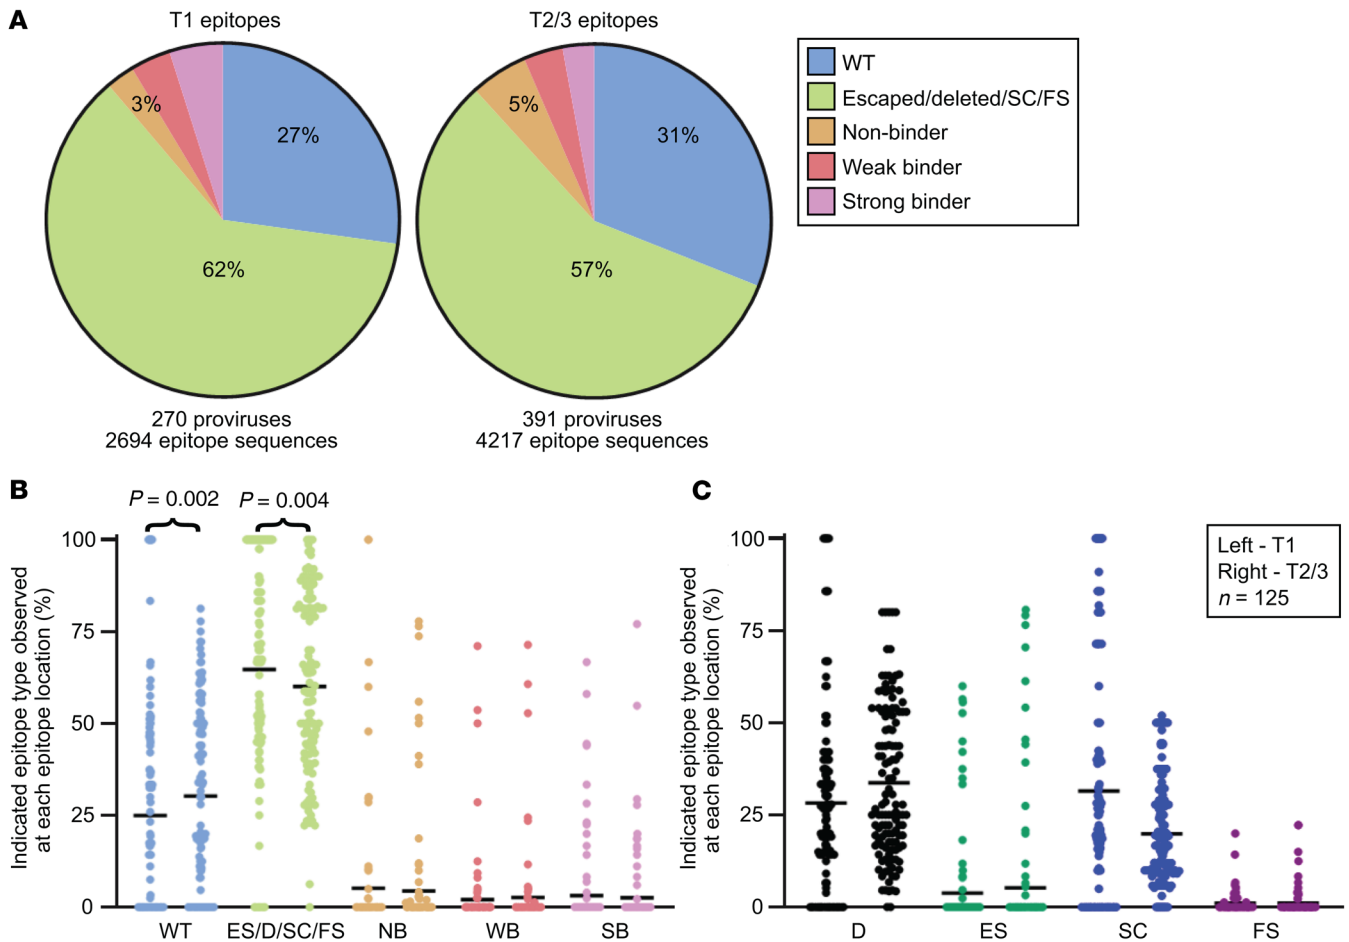 A
T1 epitopes
T2/3 epitopes
3%
27%
62%
5%
31%
57%
WT
Escaped/deleted/SC/FS
Non-binder
Weak binder
Strong binder
270 proviruses
2694 epitope sequences
391 proviruses
4217 epitope sequences
B
P = 0.002
P = 0.004
Indicated epitope type observed
at each epitope location (%)
100
75
50
25
0
WT
ES/D/SC/FS
NB
WB
SB
C
Indicated epitope type observed
at each epitope location (%)
100
75
50
25
0
Left - T1
Right - T2/3
n = 125
D
ES
SC
FS